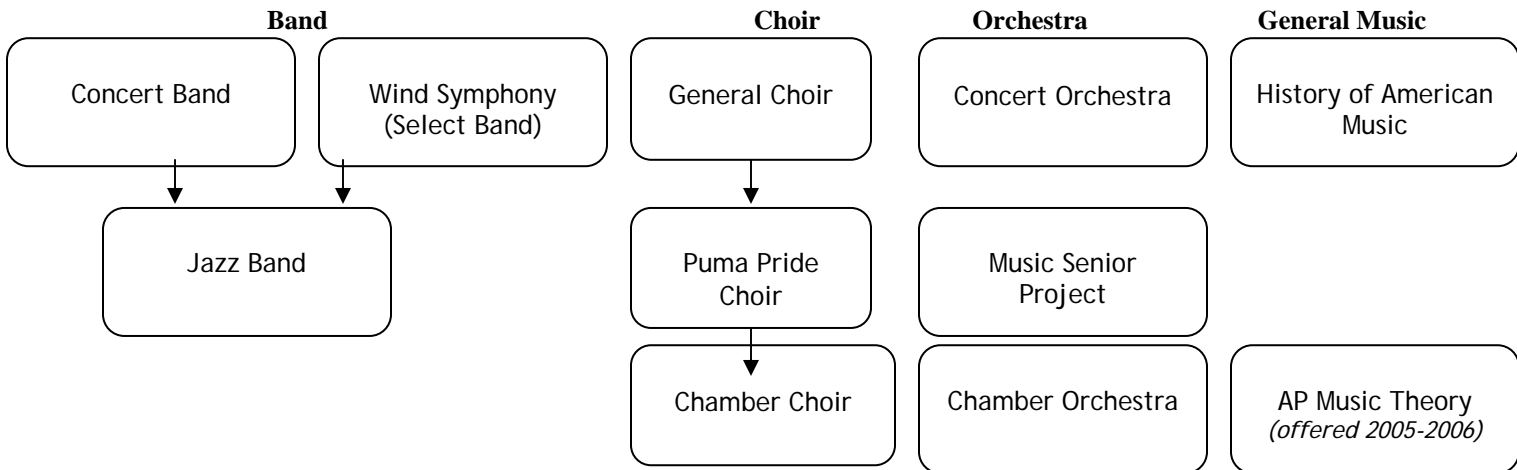 Band
Choir
Orchestra
General Music
Concert Band
Wind Symphony
(Select Band)
General Choir
Concert Orchestra
History of American
Music
Jazz Band
Puma Pride
Choir
Music Senior
Project
Chamber Choir
Chamber Orchestra
AP Music Theory
(offered 2005-2006)